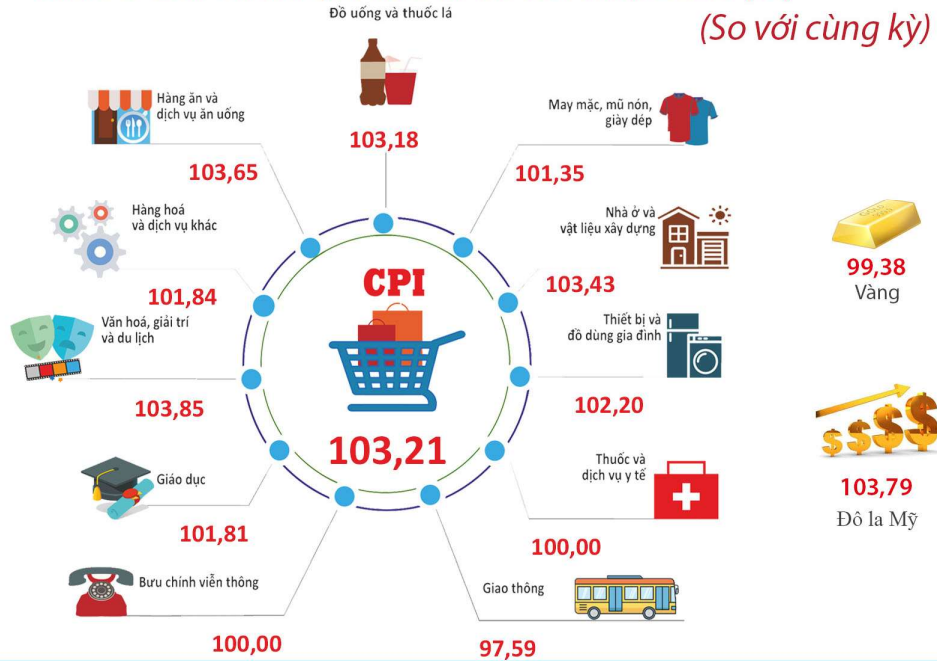 (So với cùng kỳ)
Đồ uống và thuốc lá
103,18
Hàng ăn và
dịch vụ ăn uống
103,65
May mặc, mũ nón,
giày dép
101,35
Hàng hoá
và dịch vụ khác
101,84
Nhà ở và
vật liệu xây dựng
103,43
Văn hoá, giải trí
và du lịch
103,85
Thiết bị và
đồ dùng gia đình
102,20
CPI
103,21
Giáo dục
101,81
Thuốc và
dịch vụ y tế
100,00
Bưu chính viễn thông
100,00
Giao thông
97,59
99,38
Vàng
103,79
Đô la Mỹ